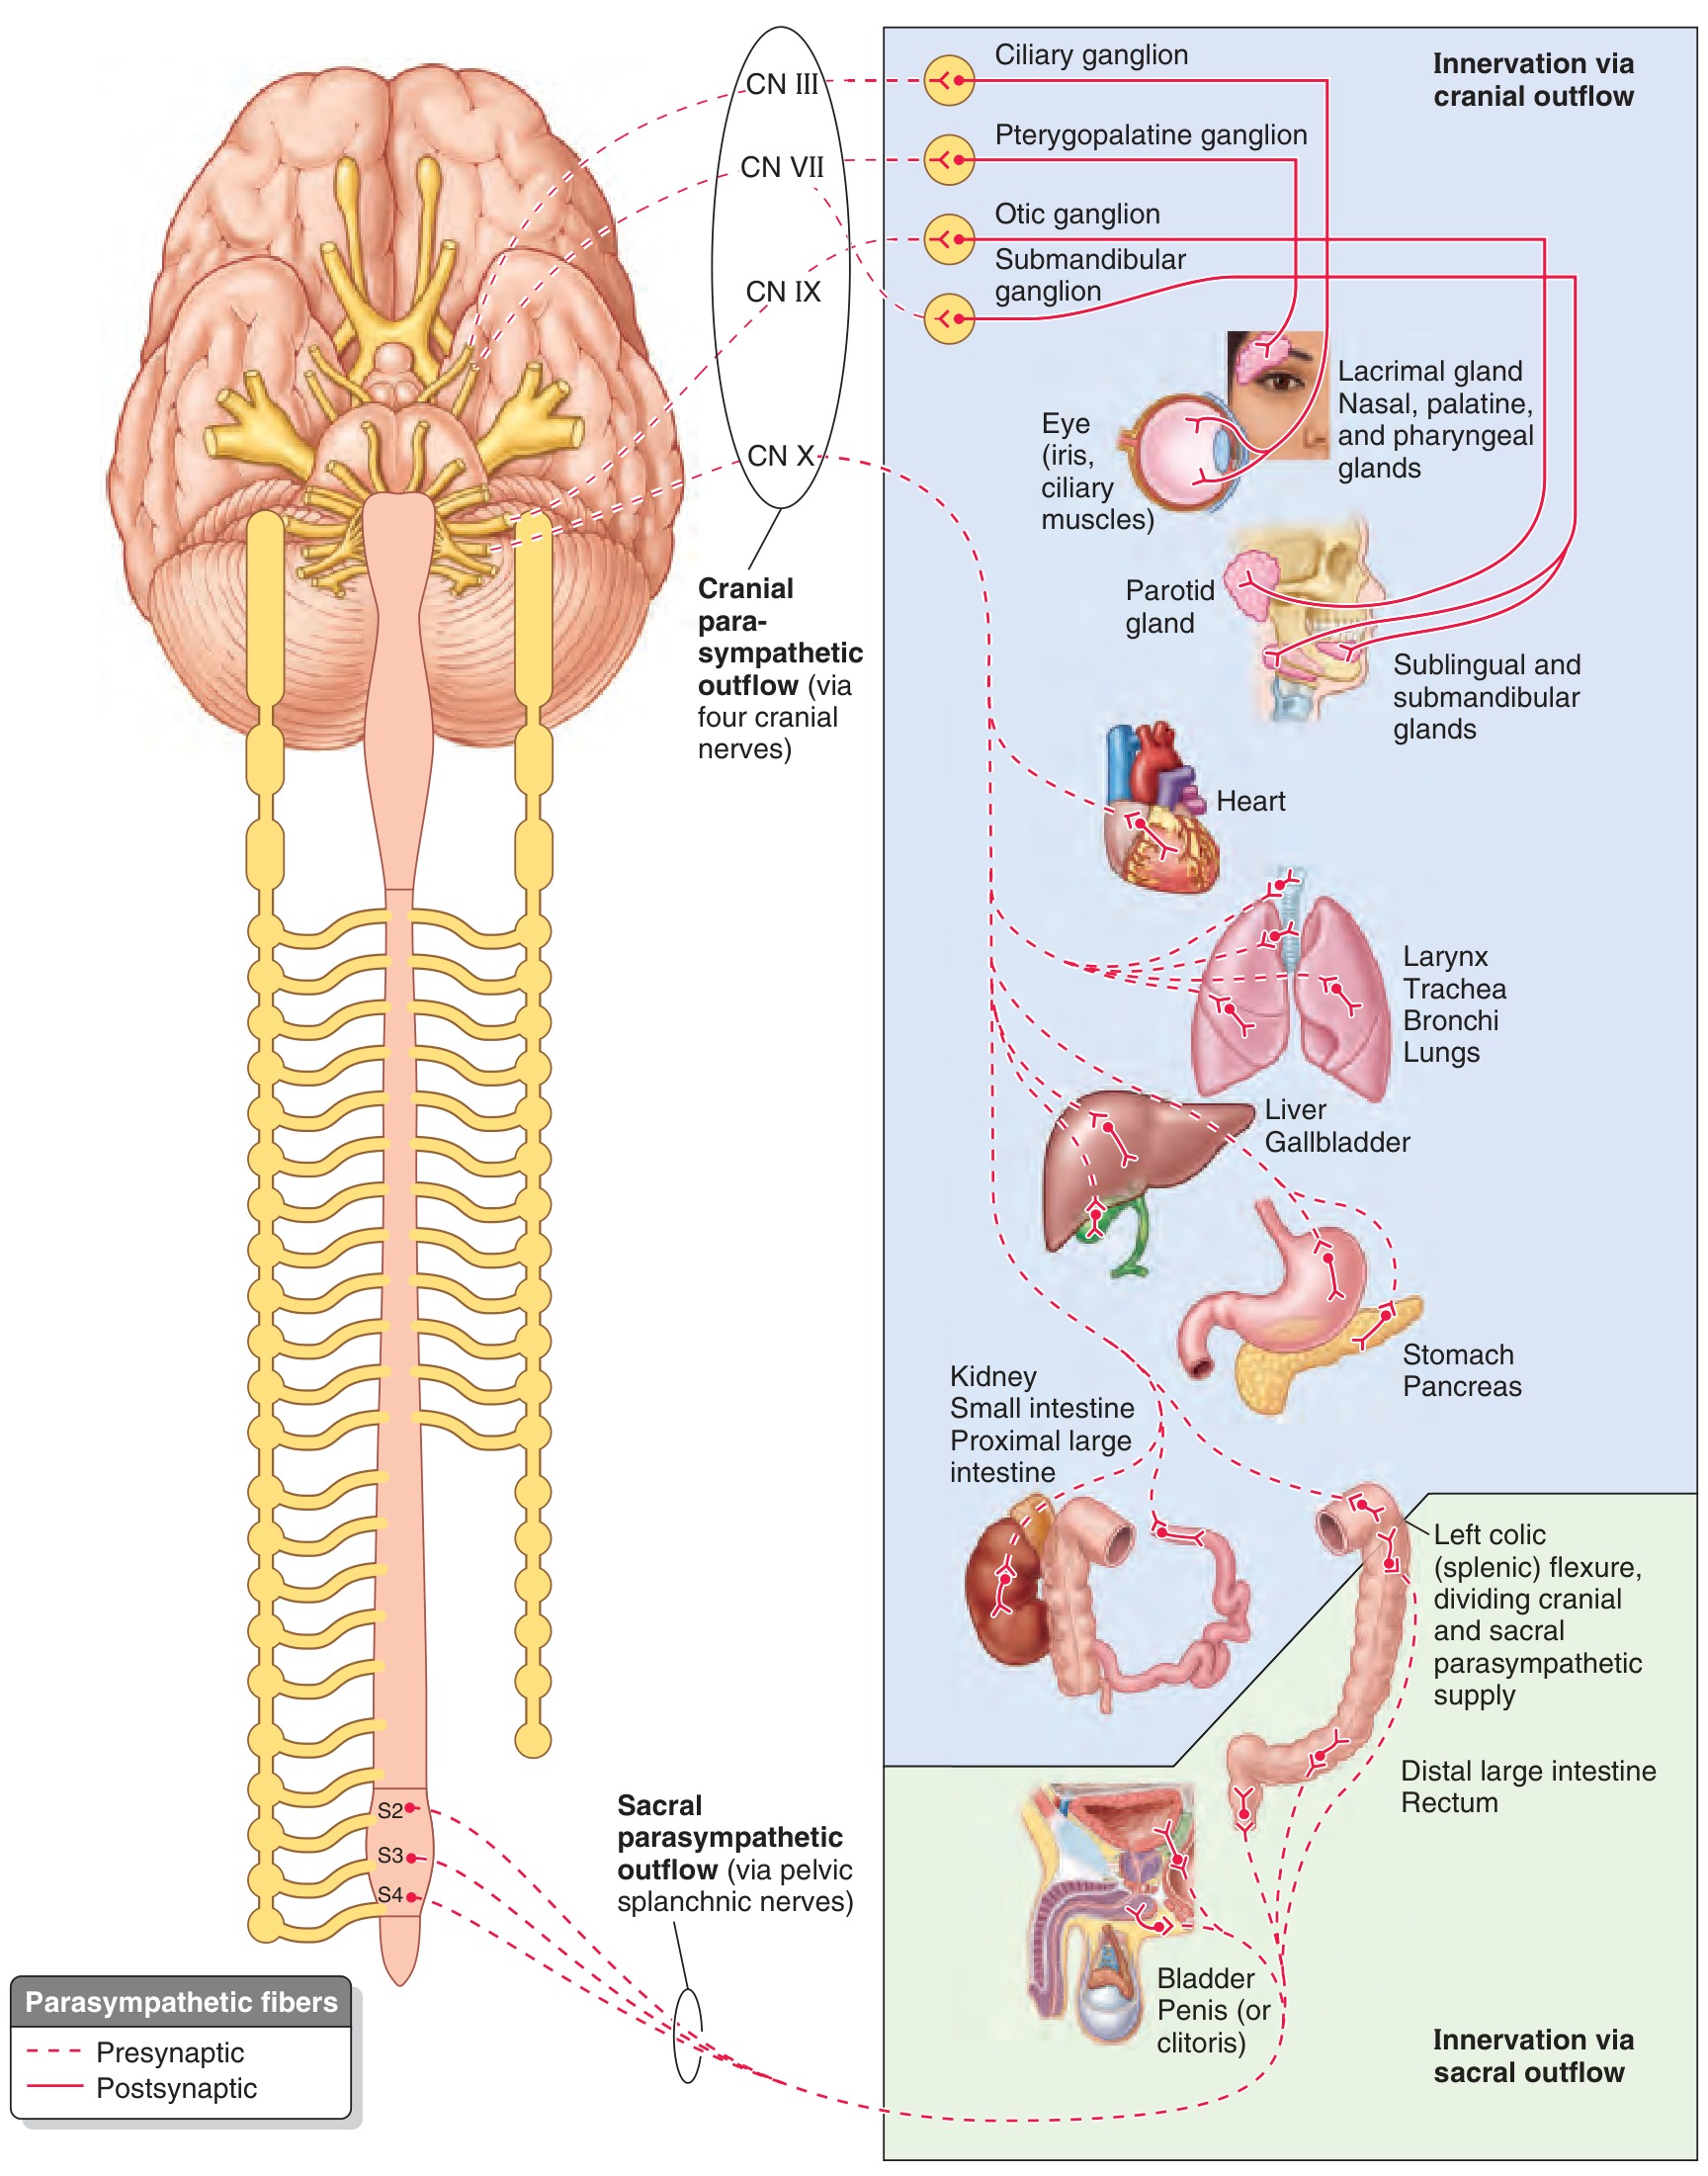 CN III
CN VII
CN IX
CN X
Cranial
para-
sympathetic
outflow (via
four cranial
nerves)
Ciliary ganglion
Pterygopalatine ganglion
Otic ganglion
Submandibular
ganglion
Innervation via
cranial outflow
Lacrimal gland
Nasal, palatine,
and pharyngeal
glands
Eye
(iris,
ciliary
muscles)
Parotid
gland
Sublingual and
submandibular
glands
Heart
Larynx
Trachea
Bronchi
Lungs
Liver
Gallbladder
Stomach
Pancreas
Kidney
Small intestine
Proximal large
intestine
Left colic
(splenic) flexure,
dividing cranial
and sacral
parasympathetic
supply
Distal large intestine
Rectum
S2
S3
S4
Sacral
parasympathetic
outflow (via pelvic
splanchnic nerves)
Bladder
Penis (or
clitoris)
Innervation via
sacral outflow
Parasympathetic fibers
Presynaptic
Postsynaptic